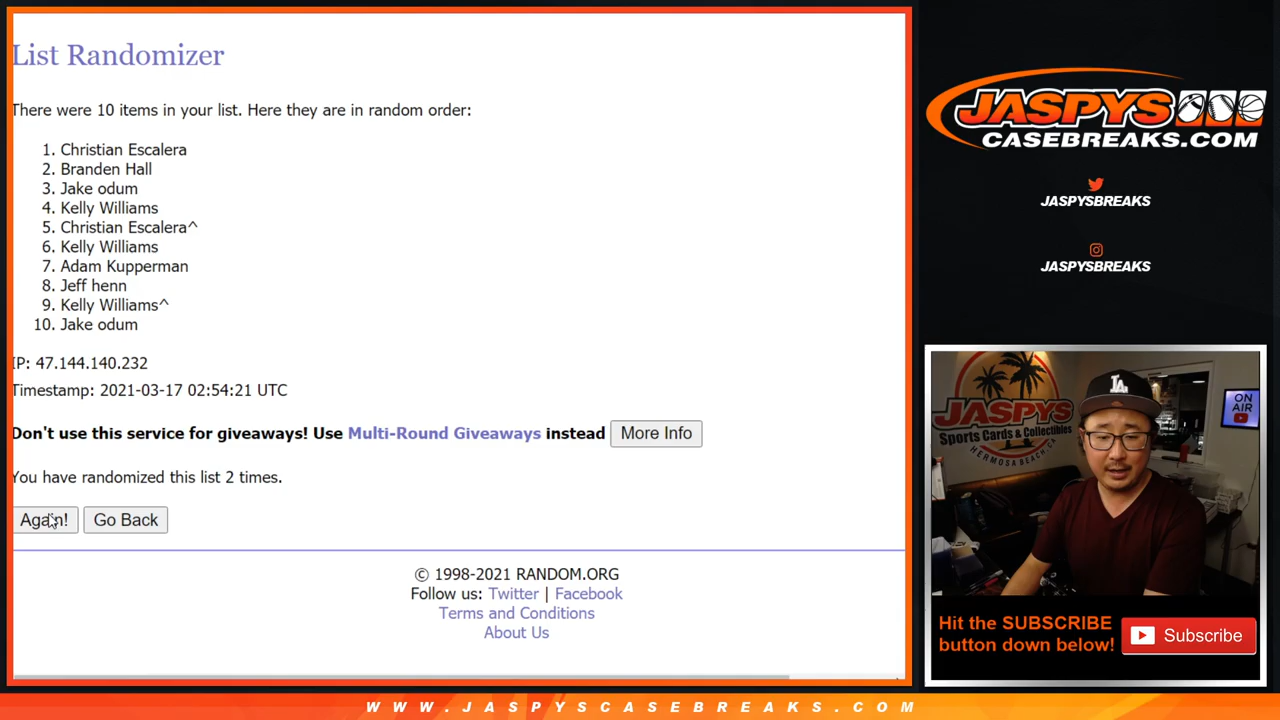 List Randomizer
There were 10 items in your list. Here they are in random order:
1. Christian Escalera
2. Branden Hall
3. Jake odum
4. Kelly Williams
5. Christian Escalera^
6. Kelly Williams
7. Adam Kupperman
8. Jeff henn
9. Kelly Williams^
10. Jake odum
IP: 47.144.140.232
Timestamp: 2021-03-17 02:54:21 UTC
Don't use this service for giveaways! Use Multi-Round Giveaways instead More Info
You have randomized this list 2 times.
Again! Go Back
© 1998-2021 RANDOM.ORG
Follow us: Twitter | Facebook
Terms and Conditions
About Us
JASPYS
CASEBREAKS.COM
JASPYSBREAKS
JASPYSBREAKS
JASPYS
Sports Cards & Collectibles
HERMOSA BEACH, CA
LA
ON
AIR
Hit the SUBSCRIBE
button down below!
Subscribe
WWW.JASPYSCASEBREAKS.COM